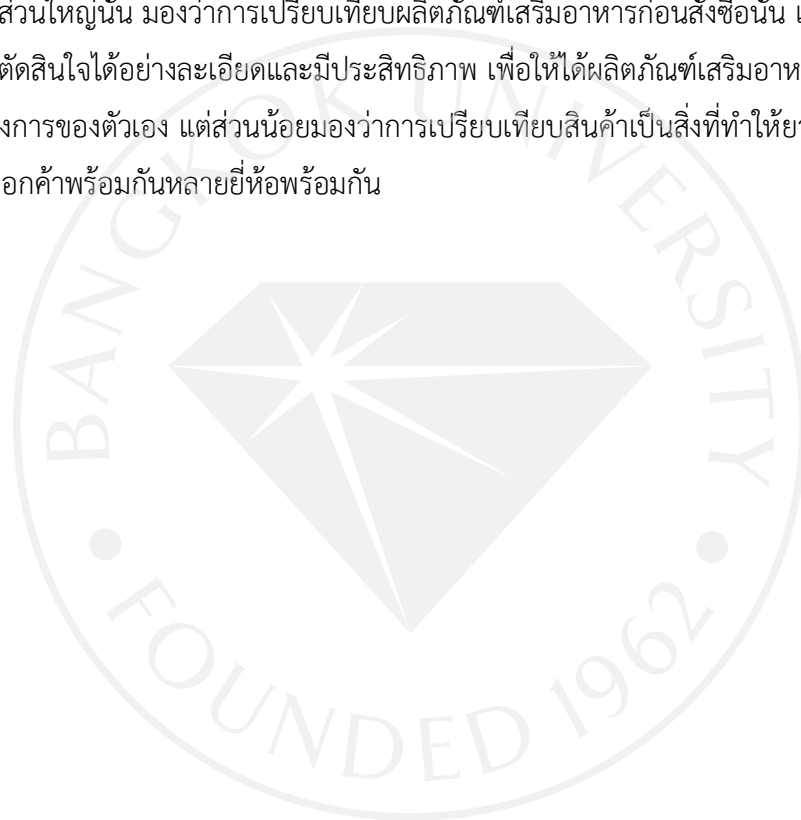 ส่วนใหญ่นั้น มองว่าการเปรียบเทียบผลิตภัณฑ์เสริมอาหารก่อนสั่งซื้อนั้น
ตัดสินใจได้อย่างละเอียดและมีประสิทธิภาพ เพื่อให้ได้ผลิตภัณฑ์เสริมอาห
งการของตัวเอง แต่ส่วนน้อยมองว่าการเปรียบเทียบสินค้าเป็นสิ่งที่ทำให้ย
อกค้าพร้อมกันหลายยี่ห้อพร้อมกัน
BANGKOK UNIVERSITY
• FOUNDED 1962 •